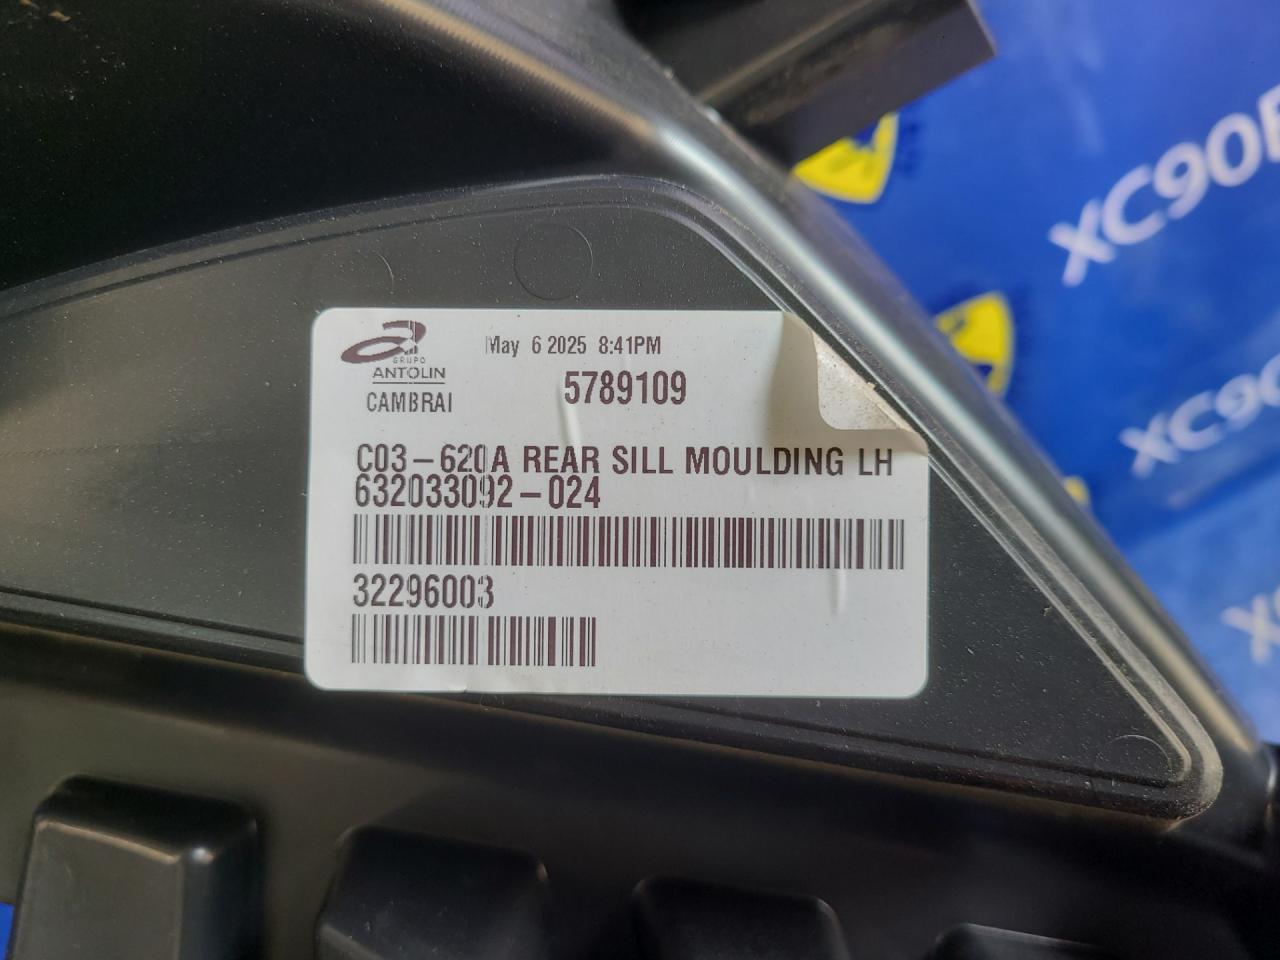 GRUPO
ANTOLIN
CAMBRAI
May 6 2025 8:41PM
5789109
C03-620A REAR SILL MOULDING LH
632033092-024
32296003
XC90
XC90